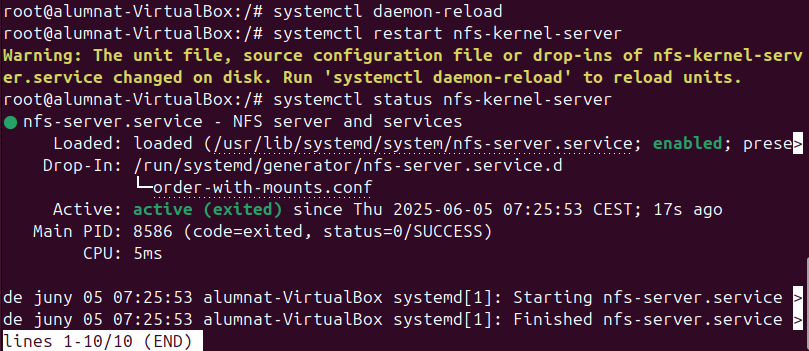 root@alumnat-VirtualBox:/# systemctl daemon-reload
root@alumnat-VirtualBox:/# systemctl restart nfs-kernel-server
Warning: The unit file, source configuration file or drop-ins of nfs-kernel-serv
er.service changed on disk. Run 'systemctl daemon-reload' to reload units.
root@alumnat-VirtualBox:/# systemctl status nfs-kernel-server
● nfs-server.service - NFS server and services
     Loaded: loaded (/usr/lib/systemd/system/nfs-server.service; enabled; prese>
    Drop-In: /run/systemd/generator/nfs-server.service.d
             └─order-with-mounts.conf
     Active: active (exited) since Thu 2025-06-05 07:25:53 CEST; 17s ago
   Main PID: 8586 (code=exited, status=0/SUCCESS)
        CPU: 5ms

de juny 05 07:25:53 alumnat-VirtualBox systemd[1]: Starting nfs-server.service >
de juny 05 07:25:53 alumnat-VirtualBox systemd[1]: Finished nfs-server.service >
lines 1-10/10 (END)